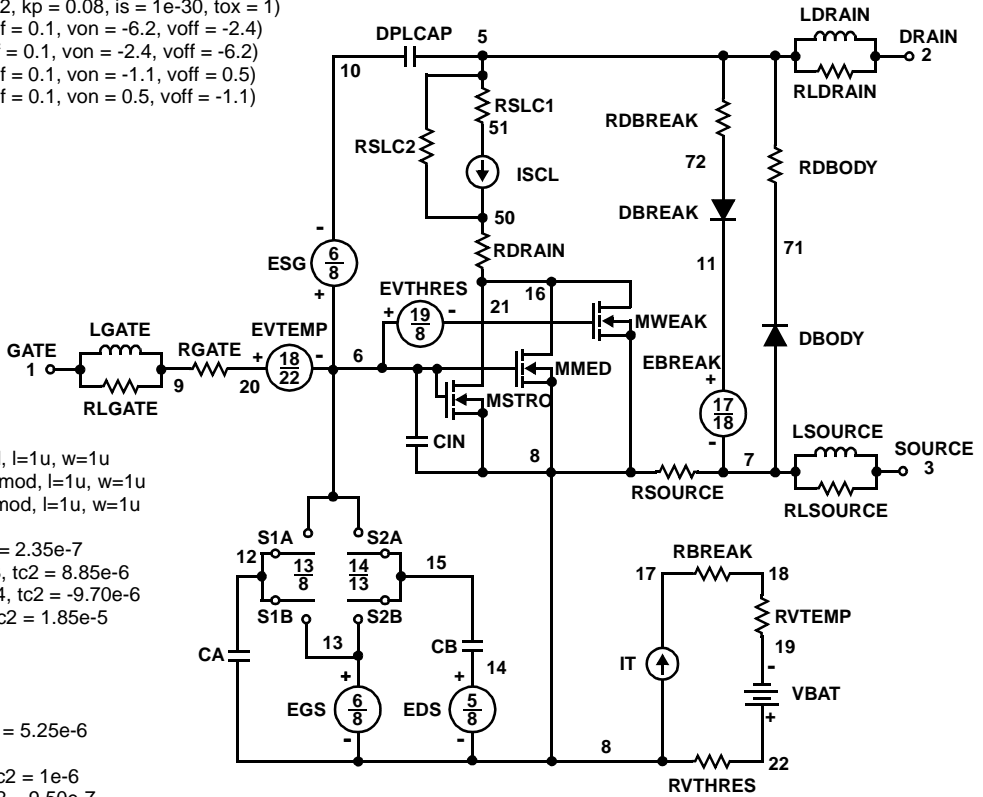 2, kp = 0.08, is = 1e-30, tox = 1)
ff = 0.1, von = -6.2, voff = -2.4)
f = 0.1, von = -2.4, voff = -6.2)
ff = 0.1, von = -1.1, voff = 0.5)
f = 0.1, von = 0.5, voff = -1.1)
LDRAIN
DPLCAP
5
DRAIN
2
10
RLDRAIN
RSLC1
51
RDBREAK
RSLC2
ISCL
72
RDBODY
DBREAK
50
RDRAIN
71
11
ESG
-
6
8
+
EVTHRES
+
19
8
-
16
21
MWEAK
LGATE
EVTEMP
DBODY
GATE
1
RGATE
+
18
22
-
6
MMED
EBREAK
+
9
20
MSTRO
RLGATE
17
18
-
CIN
LSOURCE
SOURCE
3
8
7
l, l=1u, w=1u
mod, l=1u, w=1u
mod, l=1u, w=1u
RSOURCE
RLSOURCE
S1A
S2A
= 2.35e-7
12
13
8
14
13
15
RBREAK
, tc2 = 8.85e-6
17
18
4, tc2 = -9.70e-6
tc2 = 1.85e-5
S1B
S2B
RVTEMP
13
CB
19
CA
14
IT
-
VBAT
+
+
+
EGS
6
8
-
EDS
5
8
-
= 5.25e-6
8
22
RVTHRES
tc2 = 1e-6